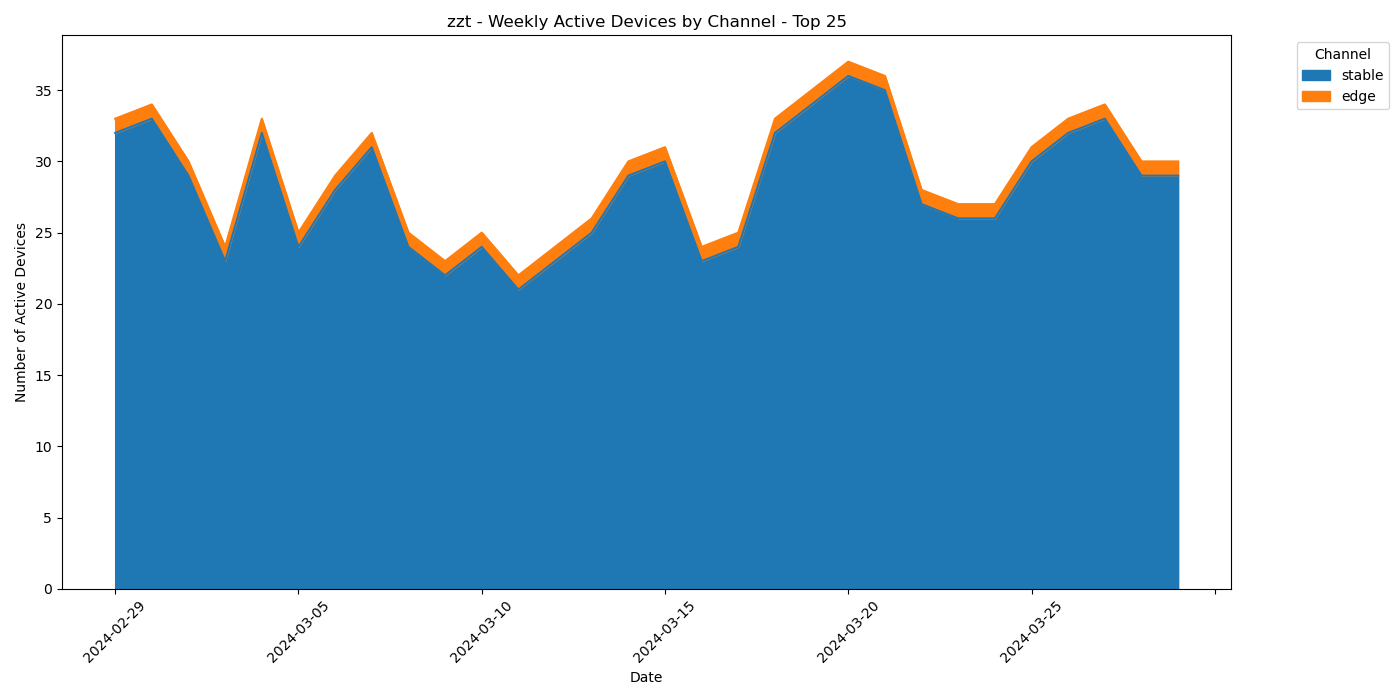 zzt - Weekly Active Devices by Channel - Top 25
Channel
stable
edge
Number of Active Devices
35
30
25
20
15
10
5
0
2024-02-29
2024-03-05
2024-03-10
2024-03-15
2024-03-20
2024-03-25
Date